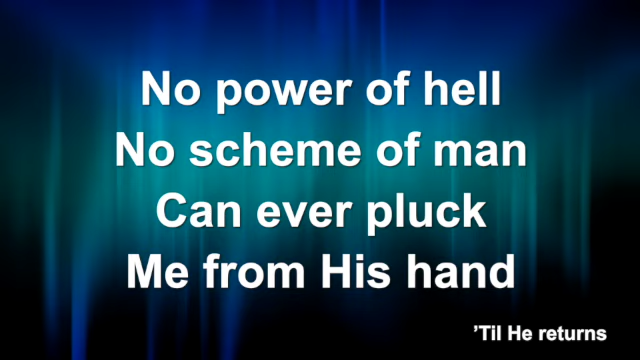 No power of hell
No scheme of man
Can ever pluck
Me from His hand
’Til He returns